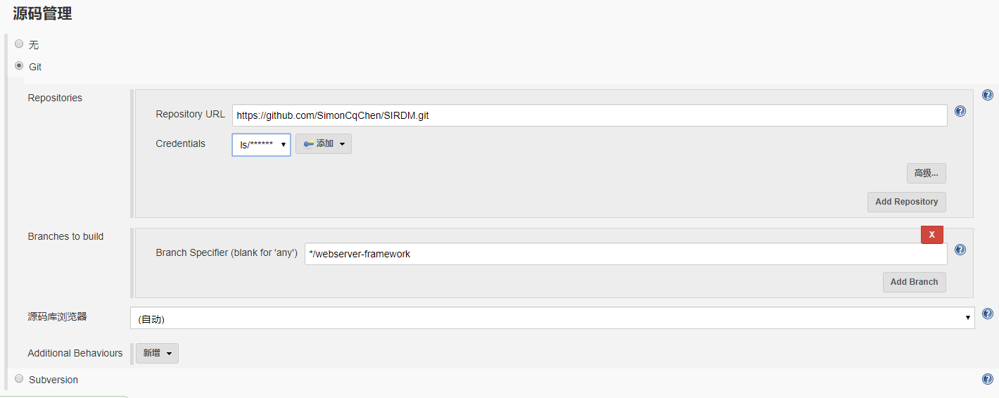 源码管理
无
Git
Repositories
Repository URL https://github.com/SimonCqChen/SIRDM.git
Credentials ls/****** 添加
高级...
Add Repository
Branches to build
X
Branch Specifier (blank for 'any') */webserver-framework
Add Branch
源码库浏览器 (自动)
Additional Behaviours 新增
Subversion